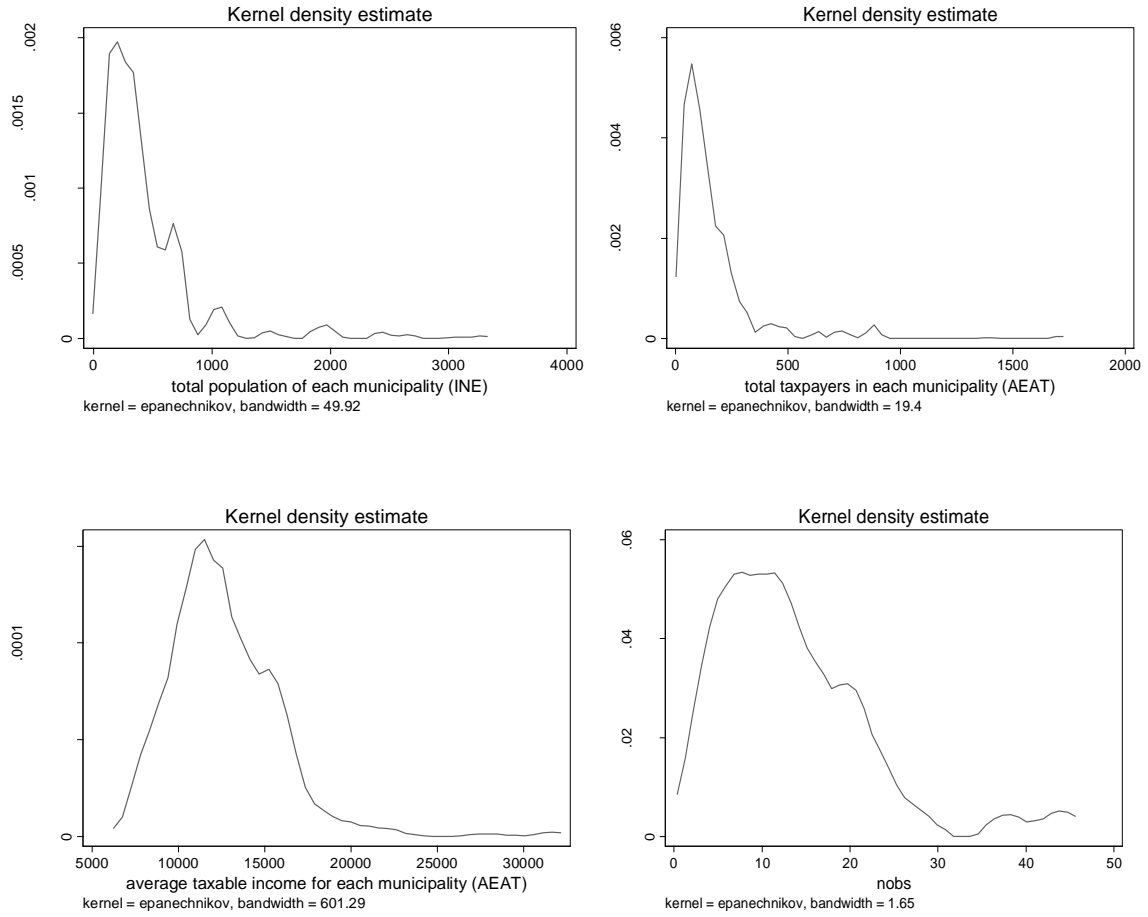 Kernel density estimate
.002
.0015
.001
.0005
0
0 1000 2000 3000 4000
total population of each municipality (INE)
kernel = epanechnikov, bandwidth = 49.92
Kernel density estimate
.006
.004
.002
0
0 500 1000 1500 2000
total taxpayers in each municipality (AEAT)
kernel = epanechnikov, bandwidth = 19.4
Kernel density estimate
.0001
0
5000 10000 15000 20000 25000 30000
average taxable income for each municipality (AEAT)
kernel = epanechnikov, bandwidth = 601.29
Kernel density estimate
.06
.04
.02
0
0 10 20 30 40 50
nobs
kernel = epanechnikov, bandwidth = 1.65